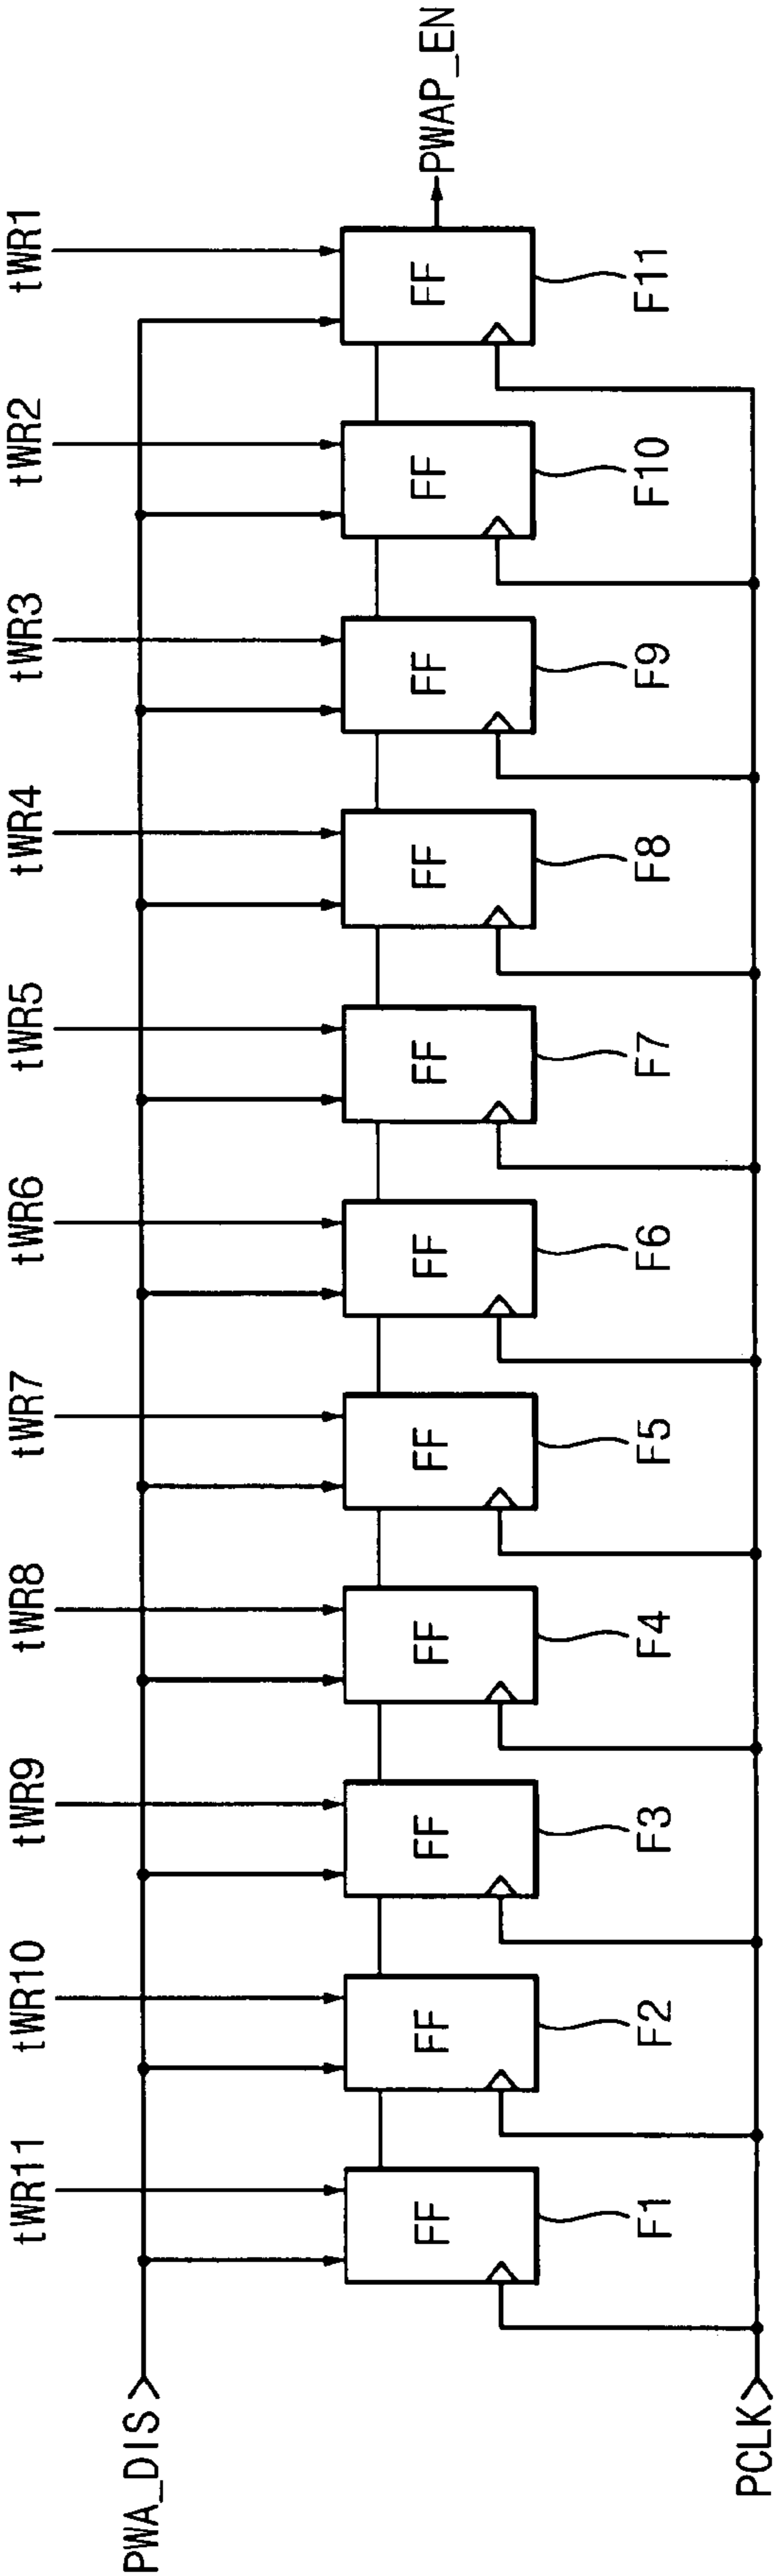 tWR11 tWR10 tWR9 tWR8 tWR7 tWR6 tWR5 tWR4 tWR3 tWR2 tWR1
PWA_DIS
FF FF FF FF FF FF FF FF FF FF FF
PWAP_EN
F1 F2 F3 F4 F5 F6 F7 F8 F9 F10 F11
PCLK